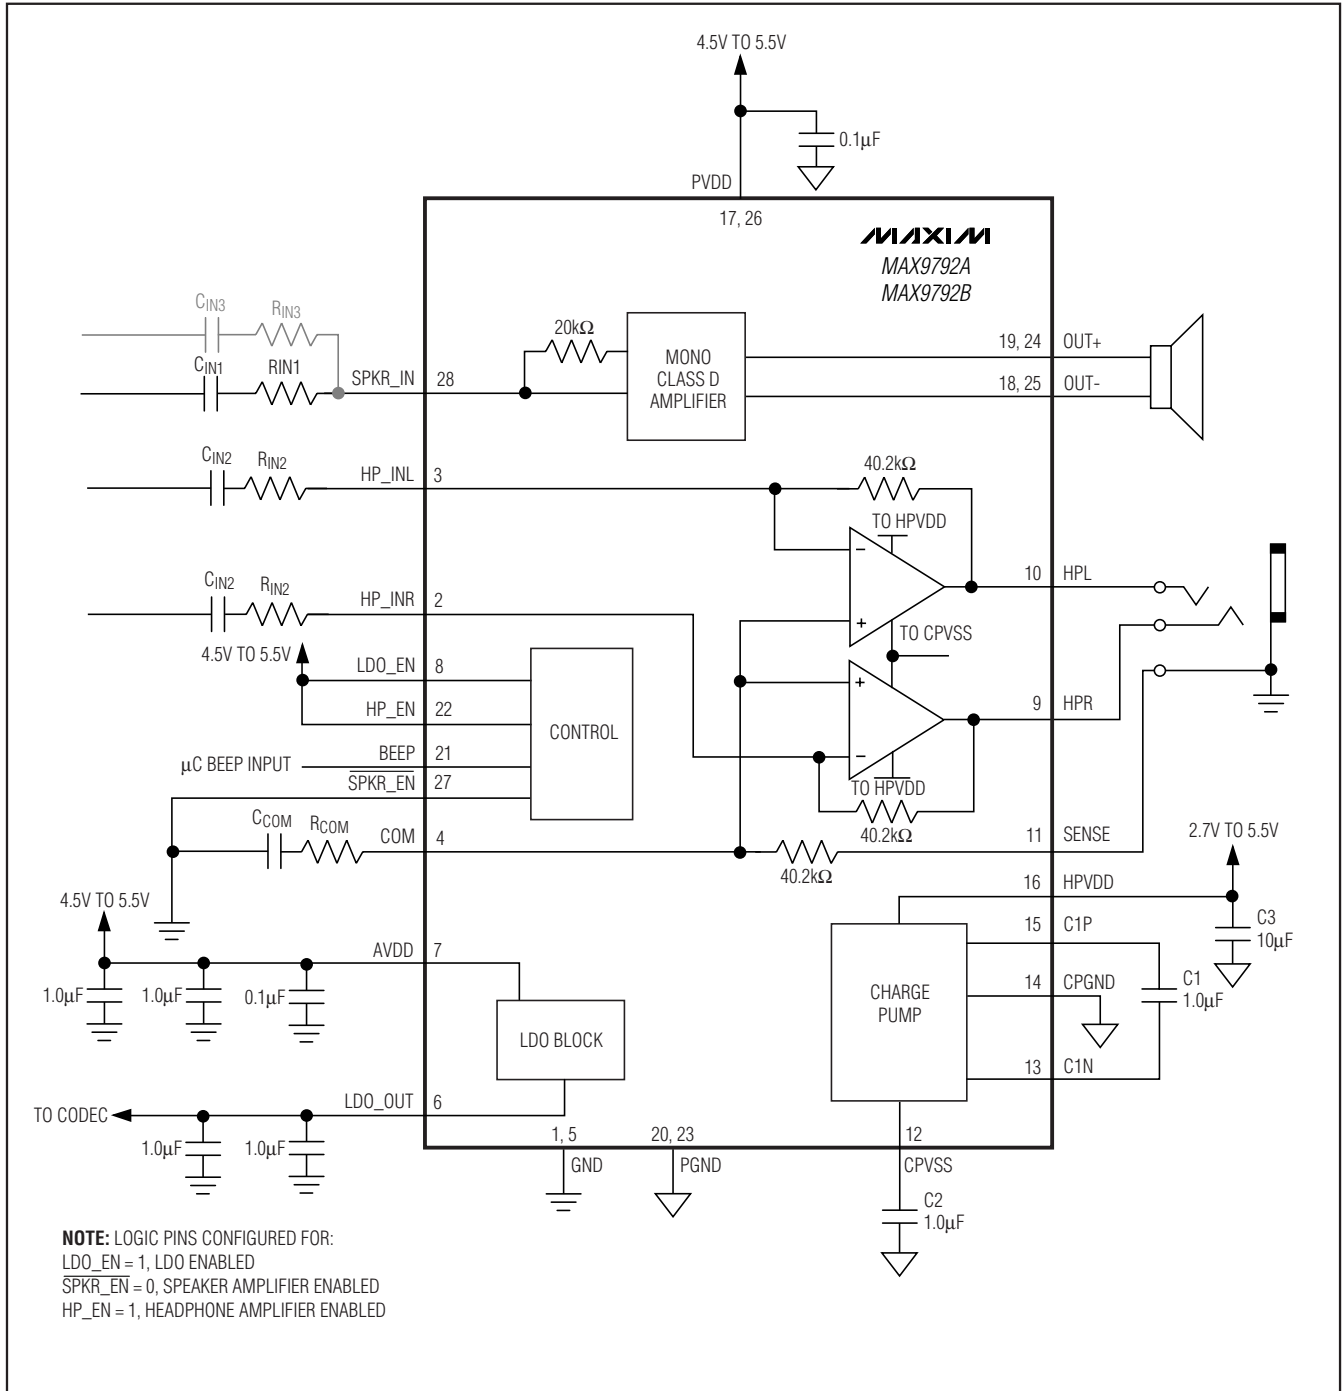 4.5V TO 5.5V
0.1µF
PVDD
17, 26
MAXIM
MAX9792A
MAX9792B
CIN3
RIN3
CIN1
RIN1
SPKR_IN
28
20kΩ
MONO
CLASS D
AMPLIFIER
19, 24
OUT+
18, 25
OUT-
CIN2
RIN2
HP_INL
3
40.2kΩ
TO HPVDD
−
+
10
HPL
CIN2
RIN2
HP_INR
2
TO CPVSS
4.5V TO 5.5V
LDO_EN
8
HP_EN
22
CONTROL
µC BEEP INPUT
BEEP
21
SPKR_EN
27
+
−
9
HPR
TO HPVDD
40.2kΩ
CCOM
RCOM
COM
4
40.2kΩ
11
SENSE
2.7V TO 5.5V
16
HPVDD
C3
10µF
15
C1P
14
CPGND
C1
1.0µF
13
C1N
CHARGE
PUMP
4.5V TO 5.5V
AVDD
7
1.0µF
1.0µF
0.1µF
LDO BLOCK
TO CODEC
LDO_OUT
6
1.0µF
1.0µF
1, 5
GND
20, 23
PGND
12
CPVSS
C2
1.0µF
NOTE: LOGIC PINS CONFIGURED FOR:
LDO_EN = 1, LDO ENABLED
SPKR_EN = 0, SPEAKER AMPLIFIER ENABLED
HP_EN = 1, HEADPHONE AMPLIFIER ENABLED